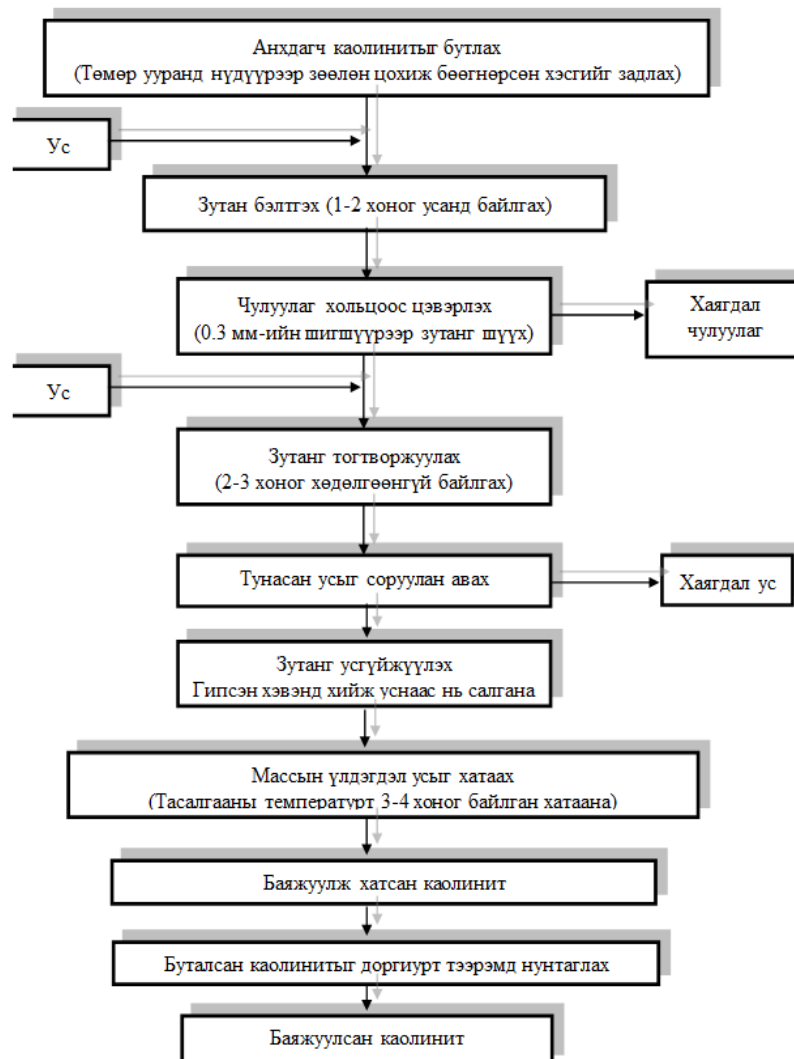 Анхдагч каолинитыг бутлах
(Төмөр ууранд нүдүүрээр зөөлөн цохиж бөөгнөрсөн хэсгийг задлах)
Ус
Зутан бэлтгэх (1-2 хоног усанд байлгах)
Чулуулаг хольцоос цэвэрлэх
(0.3 мм-ийн шигшүүрээр зутанг шүүх)
Хаягдал
чулуулаг
Ус
Зутанг тогтворжуулах
(2-3 хоног хөдөлгөөнгүй байлгах)
Тунасан усыг соруулан авах
Хаягдал ус
Зутанг усгүйжүүлэх
Гипсэн хэвэнд хийж уснаас нь салгана
Массын үлдэгдэл усыг хатаах
(Тасалгааны температурт 3-4 хоног байлган хатаана)
Баяжуулж хатсан каолинит
Буталсан каолинитыг доргиурт тээрэмд нунтаглах
Баяжуулсан каолинит